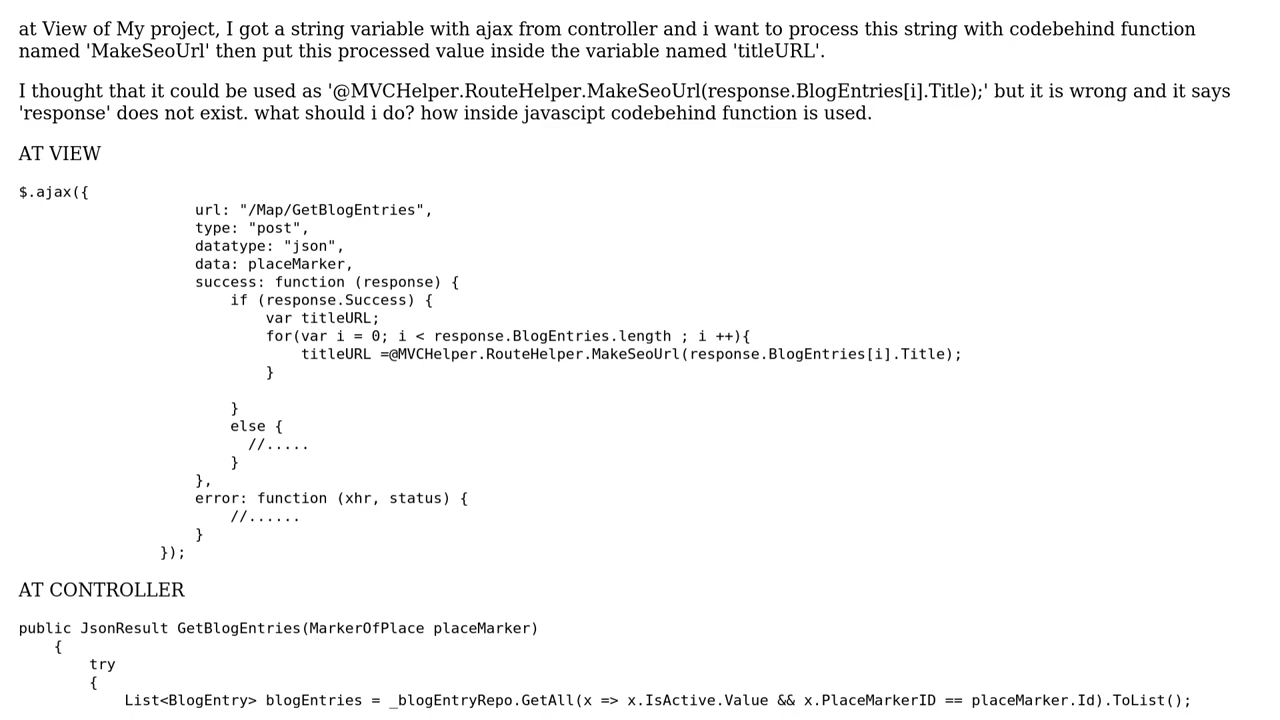 at View of My project, I got a string variable with ajax from controller and i want to process this string with codebehind function
named 'MakeSeoUrl' then put this processed value inside the variable named 'titleURL'.
I thought that it could be used as '@MVCHelper.RouteHelper.MakeSeoUrl(response.BlogEntries[i].Title);' but it is wrong and it says
'response' does not exist. what should i do? how inside javascipt codebehind function is used.
AT VIEW
$.ajax({
url: "/Map/GetBlogEntries",
type: "post",
datatype: "json",
data: placeMarker,
success: function (response) {
if (response.Success) {
var titleURL;
for(var i = 0; i < response.BlogEntries.length ; i ++){
titleURL =@MVCHelper.RouteHelper.MakeSeoUrl(response.BlogEntries[i].Title);
}
}
else {
//.....
}
},
error: function (xhr, status) {
//......
}
});
AT CONTROLLER
public JsonResult GetBlogEntries(MarkerOfPlace placeMarker)
{
try
{
List<BlogEntry> blogEntries = _blogEntryRepo.GetAll(x => x.IsActive.Value && x.PlaceMarkerID == placeMarker.Id).ToList();